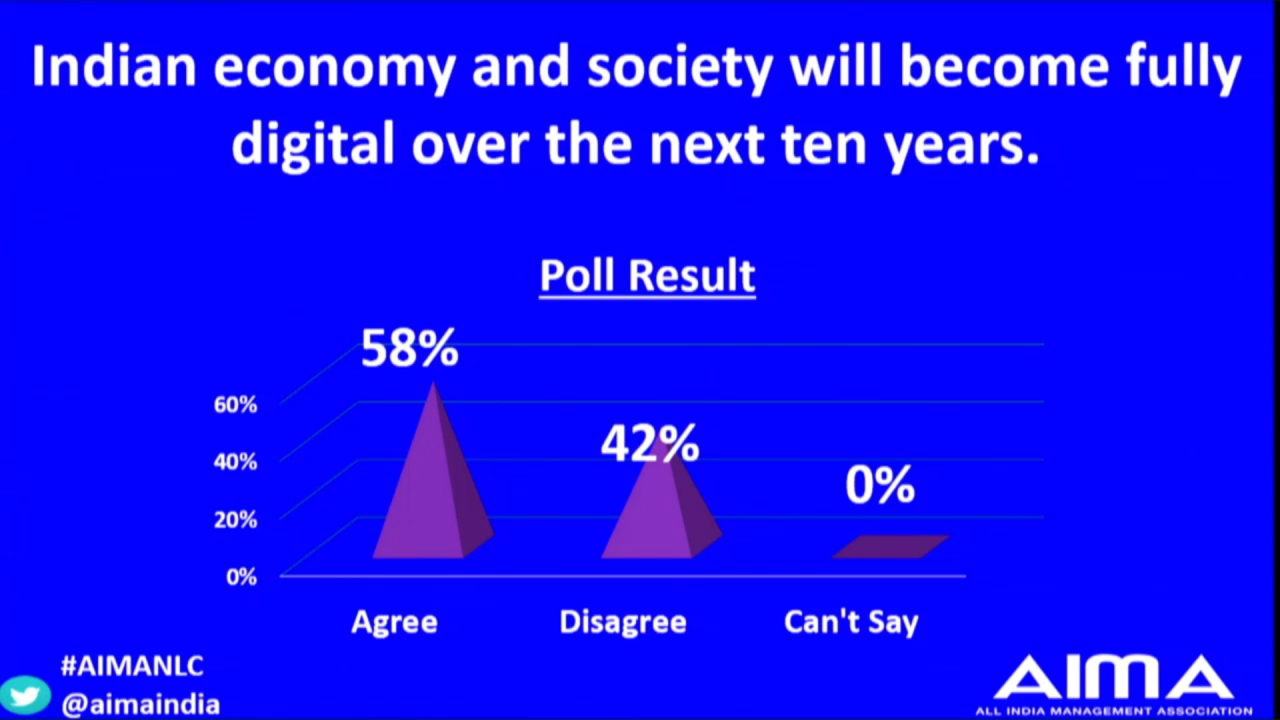 Indian economy and society will become fully
digital over the next ten years.
Poll Result
58%
42%
0%
60%
40%
20%
0%
Agree Disagree Can't Say
#AIMANLC
@aimaindia
AIMA
ALL INDIA MANAGEMENT ASSOCIATION